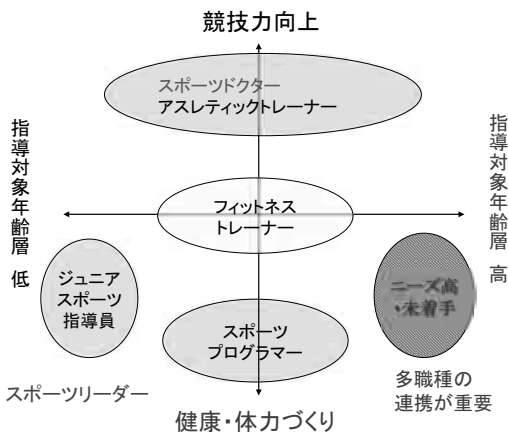 競技力向上
スポーツドクター
アスレティックトレーナー
指導対象年齢層 低
指導対象年齢層 高
フィットネス
トレーナー
ジュニア
スポーツ
指導員
ニーズ高
・未着手
スポーツ
プログラマー
スポーツリーダー
多職種の
連携が重要
健康・体力づくり